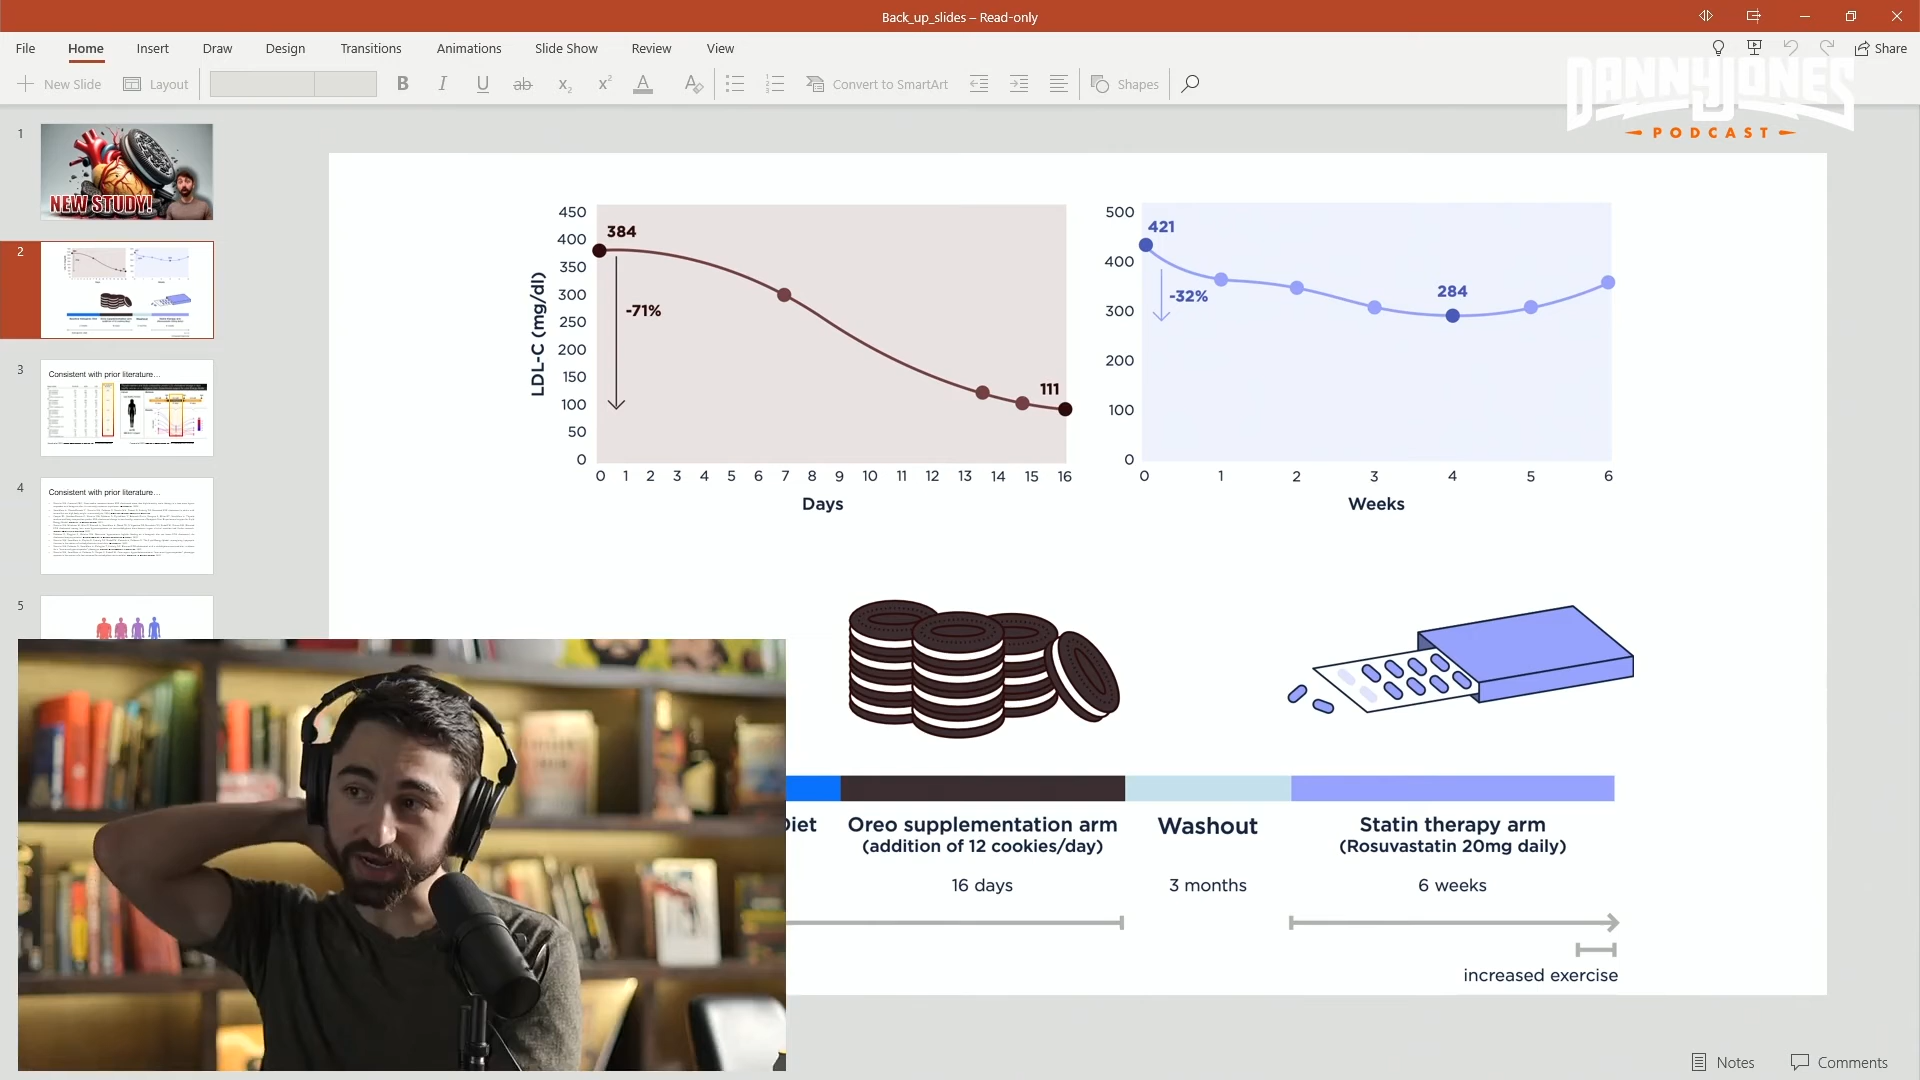 Back_up_slides – Read-only
File Home Insert Draw Design Transitions Animations Slide Show Review View
Share
New Slide Layout B I U ab x₂ x² A Convert to SmartArt Shapes
DANNY JONES
PODCAST
1
NEW STUDY!
2
3
Consistent with prior literature...
4
Consistent with prior literature...
5
LDL-C (mg/dl)
450
400
350
300
250
200
150
100
50
0
384
-71%
111
0 1 2 3 4 5 6 7 8 9 10 11 12 13 14 15 16
Days
500
400
300
200
100
0
421
-32%
284
0 1 2 3 4 5 6
Weeks
Diet
Oreo supplementation arm
(addition of 12 cookies/day)
16 days
Washout
3 months
Statin therapy arm
(Rosuvastatin 20mg daily)
6 weeks
increased exercise
Notes Comments